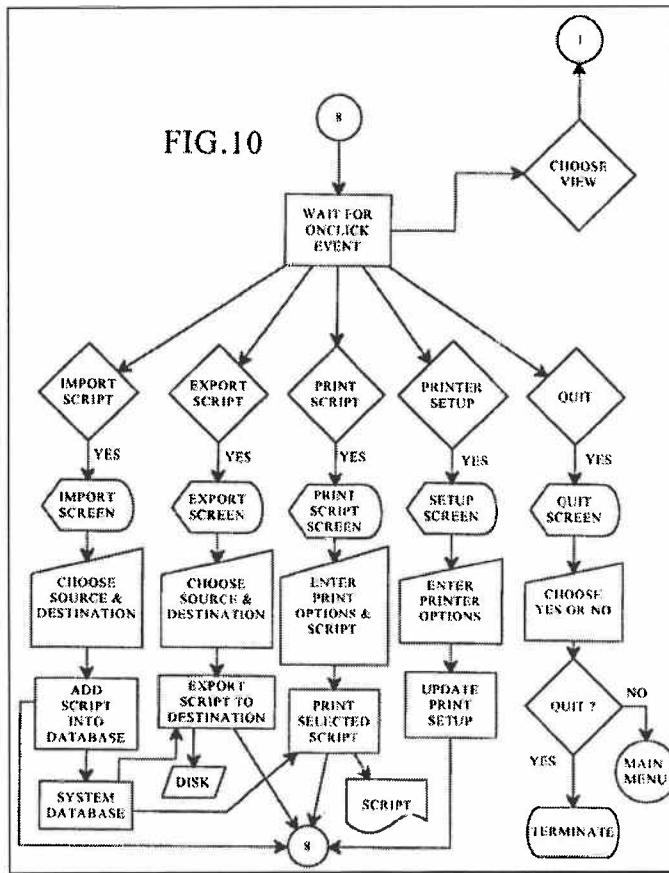 1
8
FIG.10
CHOOSE
VIEW
WAIT FOR
ONCLICK
EVENT
IMPORT
SCRIPT
EXPORT
SCRIPT
PRINT
SCRIPT
PRINTER
SETUP
QUIT
YES
YES
YES
YES
YES
IMPORT
SCREEN
EXPORT
SCREEN
PRINT
SCRIPT
SCREEN
SETUP
SCREEN
QUIT
SCREEN
CHOOSE
SOURCE &
DESTINATION
CHOOSE
SOURCE &
DESTINATION
ENTER
PRINT
OPTIONS &
SCRIPT
ENTER
PRINTER
OPTIONS
CHOOSE
YES OR NO
ADD
SCRIPT
INTO
DATABASE
EXPORT
SCRIPT TO
DESTINATION
PRINT
SELECTED
SCRIPT
UPDATE
PRINT
SETUP
QUIT ?
NO
YES
MAIN
MENU
SYSTEM
DATABASE
DISK
SCRIPT
8
TERMINATE